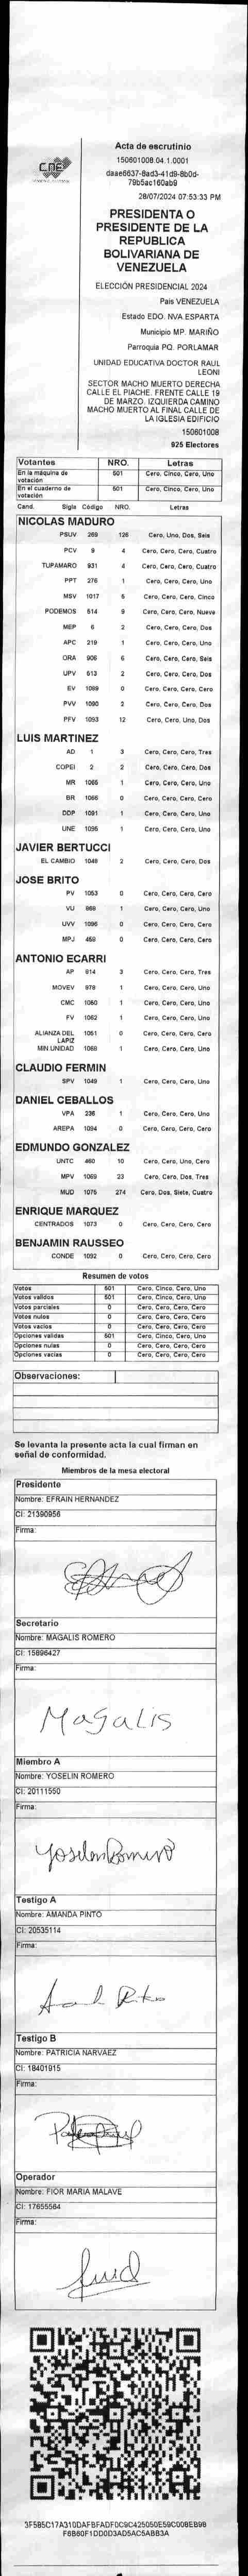 Acta de escrutinio
CNE
150601008.04.1.0001
daae6637-8ad3-41d9-8b0d-
79b5ac160ab9
28/07/2024 07:53:33 PM
PRESIDENTA O
PRESIDENTE DE LA
REPUBLICA
BOLIVARIANA DE
VENEZUELA
ELECCIÓN PRESIDENCIAL 2024
Pais VENEZUELA
Estado EDO. NVA.ESPARTA
Municipio MP. MARIÑO
Parroquia PQ. PORLAMAR
UNIDAD EDUCATIVA DOCTOR RAUL
LEONI
SECTOR MACHO MUERTO DERECHA
CALLE EL PIACHE. FRENTE CALLE 19
DE MARZO. IZQUIERDA CAMINO
MACHO MUERTO AL FINAL CALLE DE
LA IGLESIA EDIFICIO
150601008
925 Electores
Votantes NRO. Letras
En la máquina de votación 501 Cero, Cinco, Cero, Uno
En el cuaderno de votación 501 Cero, Cinco, Cero, Uno
Cand. Sigla Código NRO. Letras
NICOLAS MADURO
PSUV 269 126 Cero, Uno, Dos, Seis
PCV 9 4 Cero, Cero, Cero, Cuatro
TUPAMARO 931 4 Cero, Cero, Cero, Cuatro
PPT 276 1 Cero, Cero, Cero, Uno
MSV 1017 5 Cero, Cero, Cero, Cinco
PODEMOS 514 9 Cero, Cero, Cero, Nueve
MEP 6 2 Cero, Cero, Cero, Dos
APC 219 1 Cero, Cero, Cero, Uno
ORA 906 6 Cero, Cero, Cero, Seis
UPV 513 2 Cero, Cero, Cero, Dos
EV 1089 0 Cero, Cero, Cero, Cero
PVV 1090 2 Cero, Cero, Cero, Dos
PFV 1093 12 Cero, Cero, Uno, Dos
LUIS MARTINEZ
AD 1 3 Cero, Cero, Cero, Tres
COPEI 2 2 Cero, Cero, Cero, Dos
MR 1065 1 Cero, Cero, Cero, Uno
BR 1066 0 Cero, Cero, Cero, Cero
DDP 1091 1 Cero, Cero, Cero, Uno
UNE 1095 1 Cero, Cero, Cero, Uno
JAVIER BERTUCCI
EL CAMBIO 1048 2 Cero, Cero, Cero, Dos
JOSE BRITO
PV 1053 0 Cero, Cero, Cero, Cero
VU 868 1 Cero, Cero, Cero, Uno
UVV 1096 0 Cero, Cero, Cero, Cero
MPJ 458 0 Cero, Cero, Cero, Cero
ANTONIO ECARRI
AP 814 3 Cero, Cero, Cero, Tres
MOVEV 978 1 Cero, Cero, Cero, Uno
CMC 1050 1 Cero, Cero, Cero, Uno
FV 1062 1 Cero, Cero, Cero, Uno
ALIANZA DEL LAPIZ 1051 0 Cero, Cero, Cero, Cero
MIN UNIDAD 1068 1 Cero, Cero, Cero, Uno
CLAUDIO FERMIN
SPV 1049 1 Cero, Cero, Cero, Uno
DANIEL CEBALLOS
VPA 236 1 Cero, Cero, Cero, Uno
AREPA 1094 0 Cero, Cero, Cero, Cero
EDMUNDO GONZALEZ
UNTC 460 10 Cero, Cero, Uno, Cero
MPV 1069 23 Cero, Cero, Dos, Tres
MUD 1075 274 Cero, Dos, Siete, Cuatro
ENRIQUE MARQUEZ
CENTRADOS 1073 0 Cero, Cero, Cero, Cero
BENJAMIN RAUSSEO
CONDE 1092 0 Cero, Cero, Cero, Cero
Resumen de votos
Votos 501 Cero, Cinco, Cero, Uno
Votos validos 501 Cero, Cinco, Cero, Uno
Votos parciales 0 Cero, Cero, Cero, Cero
Votos nulos 0 Cero, Cero, Cero, Cero
Votos vacios 0 Cero, Cero, Cero, Cero
Opciones validas 501 Cero, Cinco, Cero, Uno
Opciones nulas 0 Cero, Cero, Cero, Cero
Opciones vacias 0 Cero, Cero, Cero, Cero
Observaciones:
Se levanta la presente acta la cual firman en
señal de conformidad.
Miembros de la mesa electoral
Presidente
Nombre: EFRAIN HERNANDEZ
CI: 21390956
Firma:
Secretario
Nombre: MAGALIS ROMERO
CI: 15896427
Firma:
Magalis
Miembro A
Nombre: YOSELIN ROMERO
CI: 20111550
Firma:
Yoselin Romero
Testigo A
Nombre: AMANDA PINTO
CI: 20535114
Firma:
Testigo B
Nombre: PATRICIA NARVAEZ
CI: 18401915
Firma:
Operador
Nombre: FIOR MARIA MALAVE
CI: 17655564
Firma:
3F5B5C17A310DAFBFADF0C9C425050E59C008EB98
F6B60F1DD0D3AD5AC5ABB3A